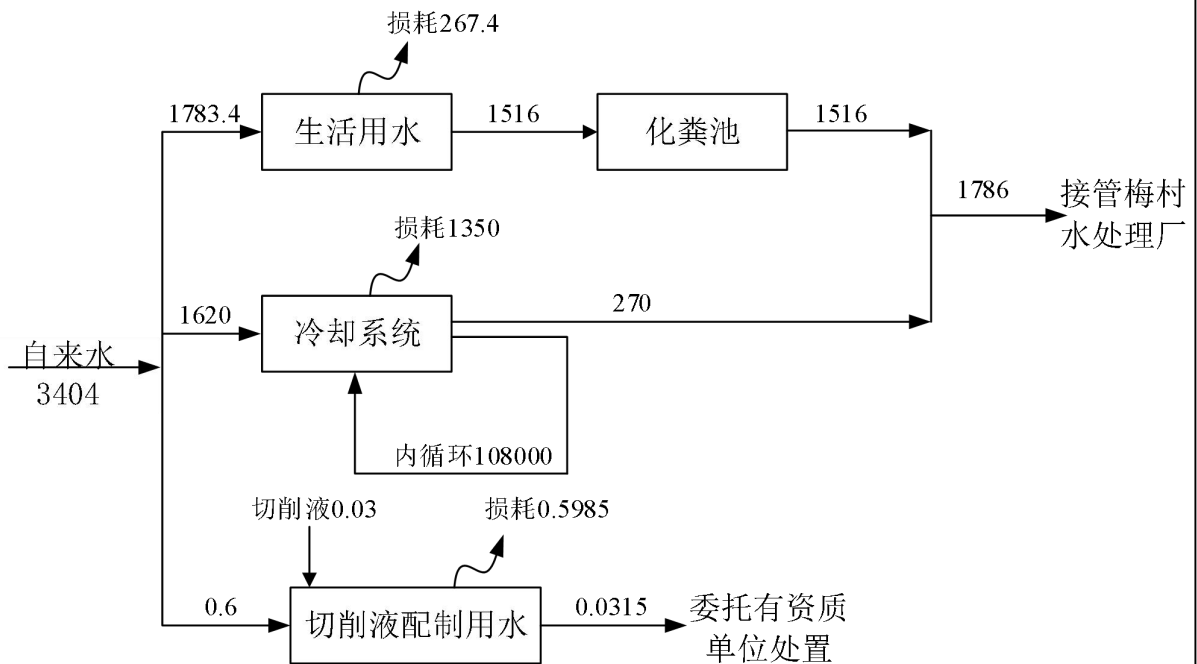 损耗267.4
1783.4
生活用水
1516
化粪池
1516
1786
接管梅村
水处理厂
损耗1350
1620
冷却系统
270
自来水
3404
内循环108000
切削液0.03
损耗0.5985
0.6
切削液配制用水
0.0315
委托有资质
单位处置